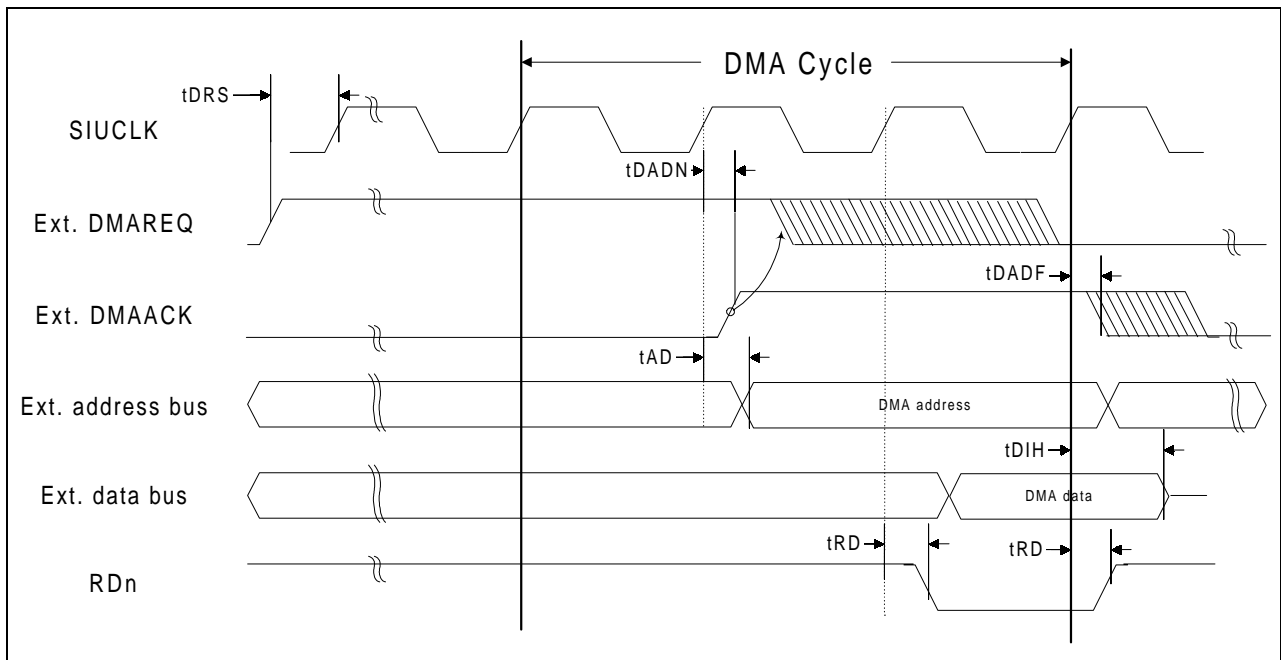 DMA Cycle
tDRS
SIUCLK
tDADN
Ext. DMAREQ
tDADF
Ext. DMAACK
tAD
Ext. address bus
DMA address
tDIH
Ext. data bus
DMA data
tRD
tRD
RDn